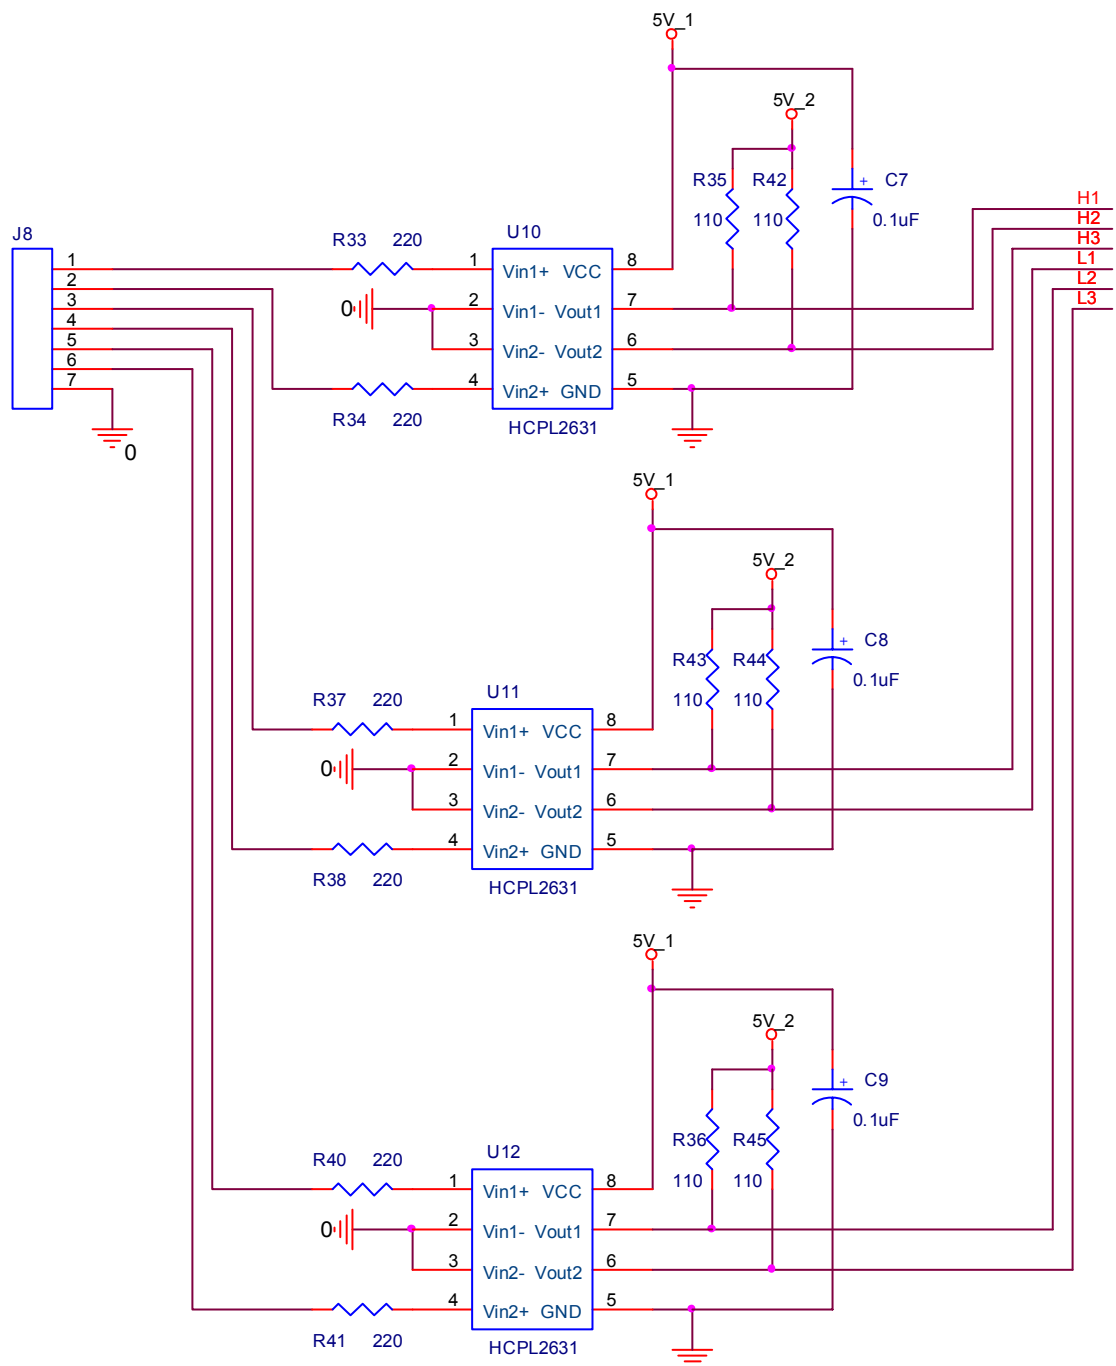 5V_1
5V_2
R35 R42 + C7
110 110 0.1uF
H1
H2
H3
L1
L2
L3
J8
1
2
3
4
5
6
7
0
R33 220 U10
1 Vin1+ VCC 8
0 2 Vin1- Vout1 7
3 Vin2- Vout2 6
4 Vin2+ GND 5
R34 220 HCPL2631
5V_1
5V_2
R43 R44 + C8
110 110 0.1uF
R37 220 U11
1 Vin1+ VCC 8
0 2 Vin1- Vout1 7
3 Vin2- Vout2 6
4 Vin2+ GND 5
R38 220 HCPL2631
5V_1
5V_2
R36 R45 + C9
110 110 0.1uF
R40 220 U12
1 Vin1+ VCC 8
0 2 Vin1- Vout1 7
3 Vin2- Vout2 6
4 Vin2+ GND 5
R41 220 HCPL2631